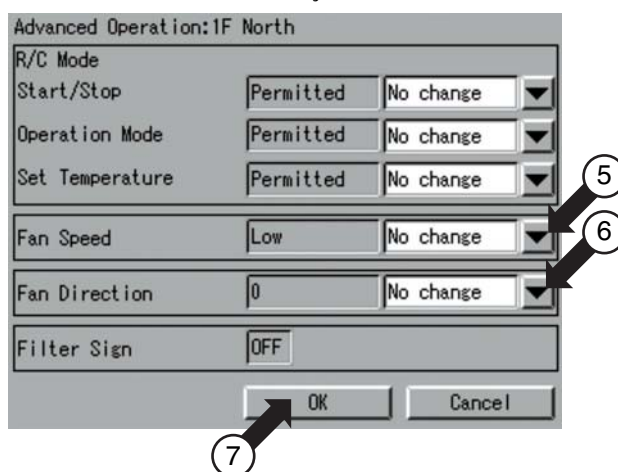 Advanced Operation:1F North
R/C Mode
Start/Stop Permitted No change
Operation Mode Permitted No change
Set Temperature Permitted No change
5
Fan Speed Low No change
6
Fan Direction 0 No change
Filter Sign OFF
OK Cancel
7